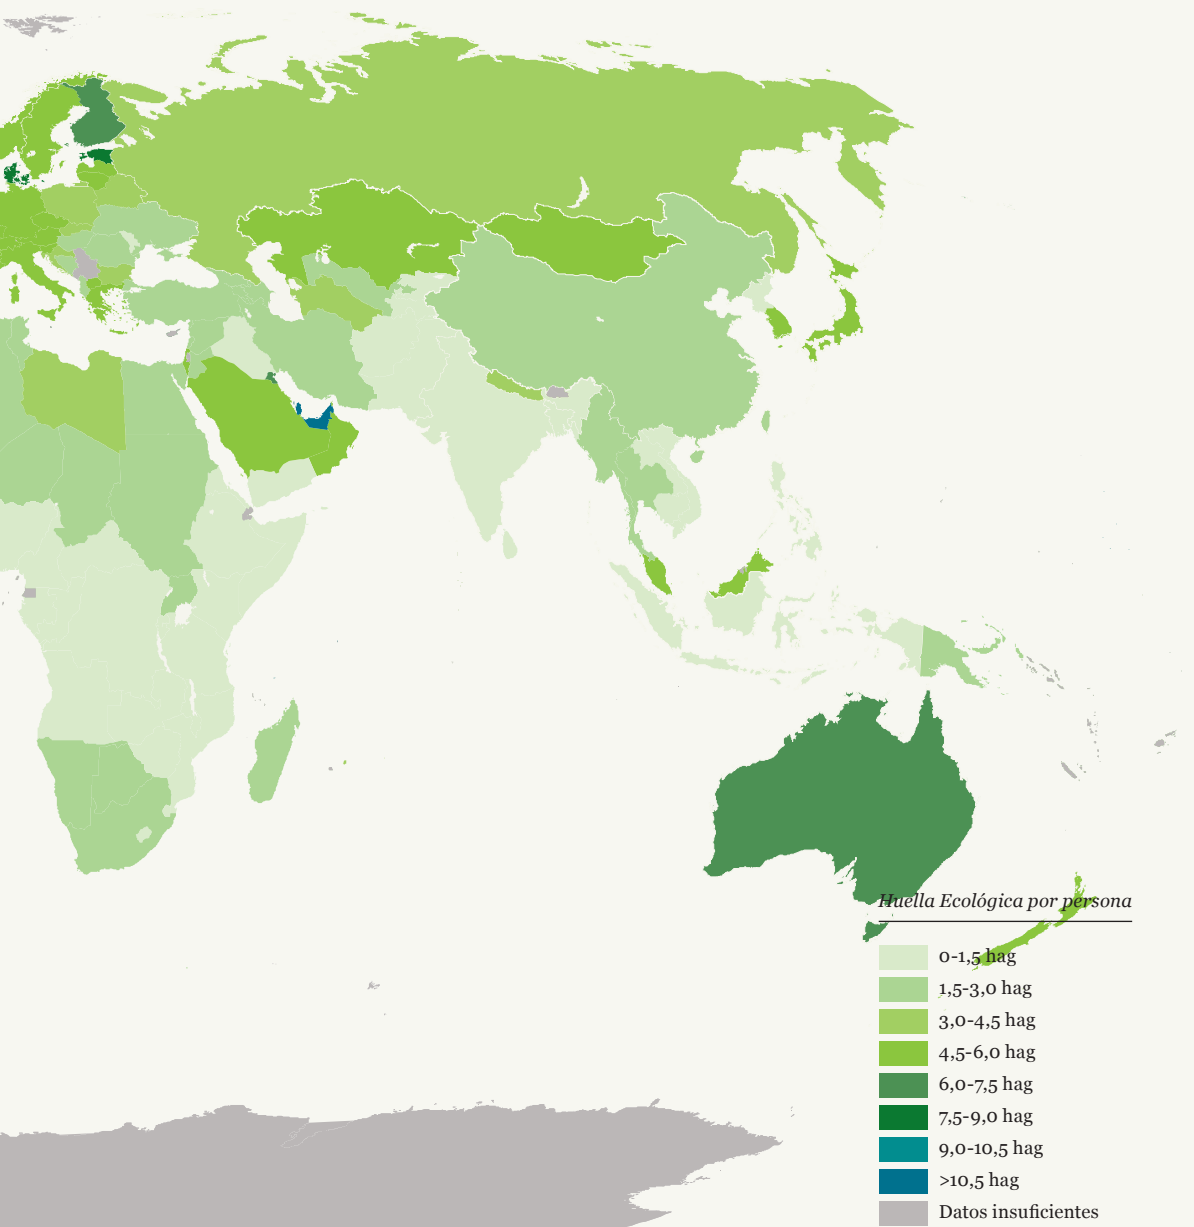 Huella Ecológica por persona
0-1,5 hag
1,5-3,0 hag
3,0-4,5 hag
4,5-6,0 hag
6,0-7,5 hag
7,5-9,0 hag
9,0-10,5 hag
>10,5 hag
Datos insuficientes